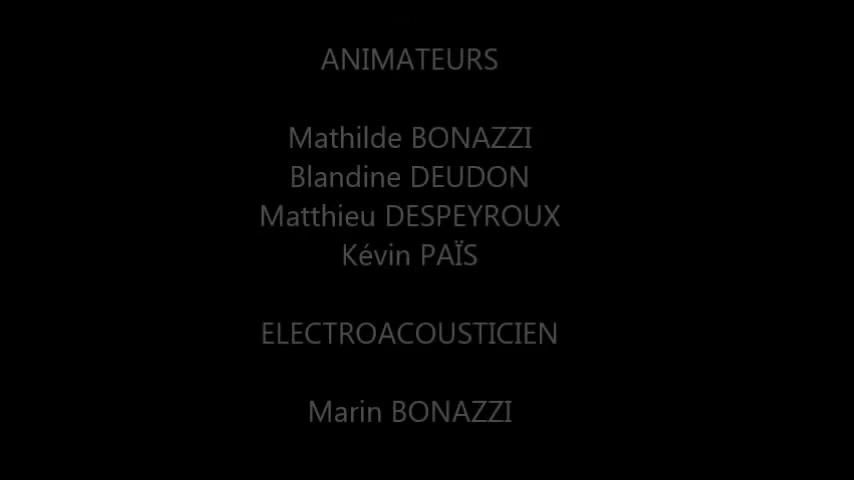 ANIMATEURS
Mathilde BONAZZI
Blandine DEUDON
Matthieu DESPEYROUX
Kévin PAÏS
ELECTROACOUSTICIEN
Marin BONAZZI